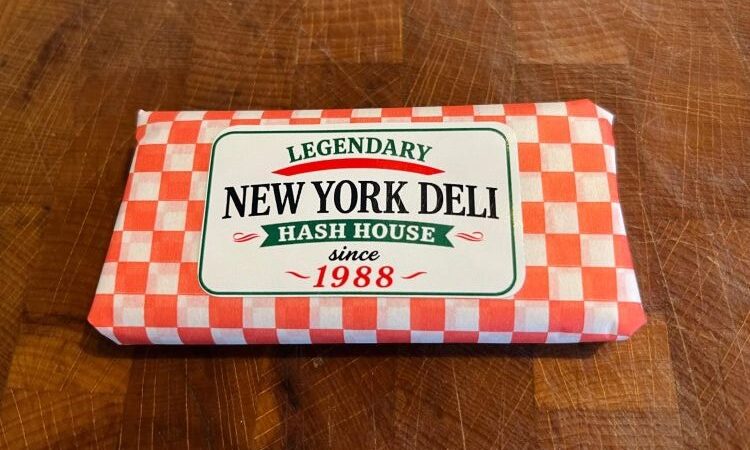 LEGENDARY
NEW YORK DELI
HASH HOUSE
since
1988